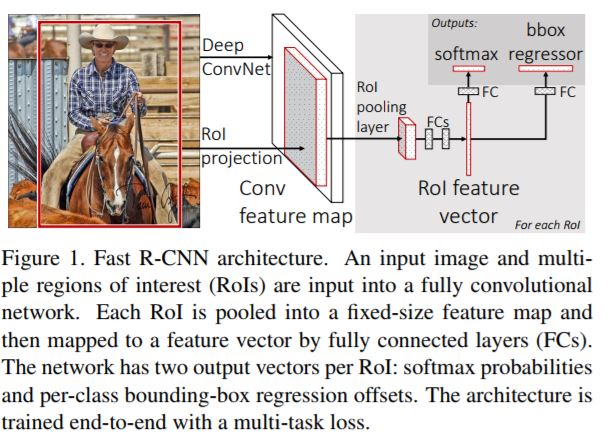 Outputs:
softmax
bbox
regressor
Deep
ConvNet
FC
FC
RoI
pooling
layer
FCs
RoI
projection
Conv
feature map
RoI feature
vector
For each RoI
Figure 1. Fast R-CNN architecture. An input image and multi-
ple regions of interest (RoIs) are input into a fully convolutional
network. Each RoI is pooled into a fixed-size feature map and
then mapped to a feature vector by fully connected layers (FCs).
The network has two output vectors per RoI: softmax probabilities
and per-class bounding-box regression offsets. The architecture is
trained end-to-end with a multi-task loss.